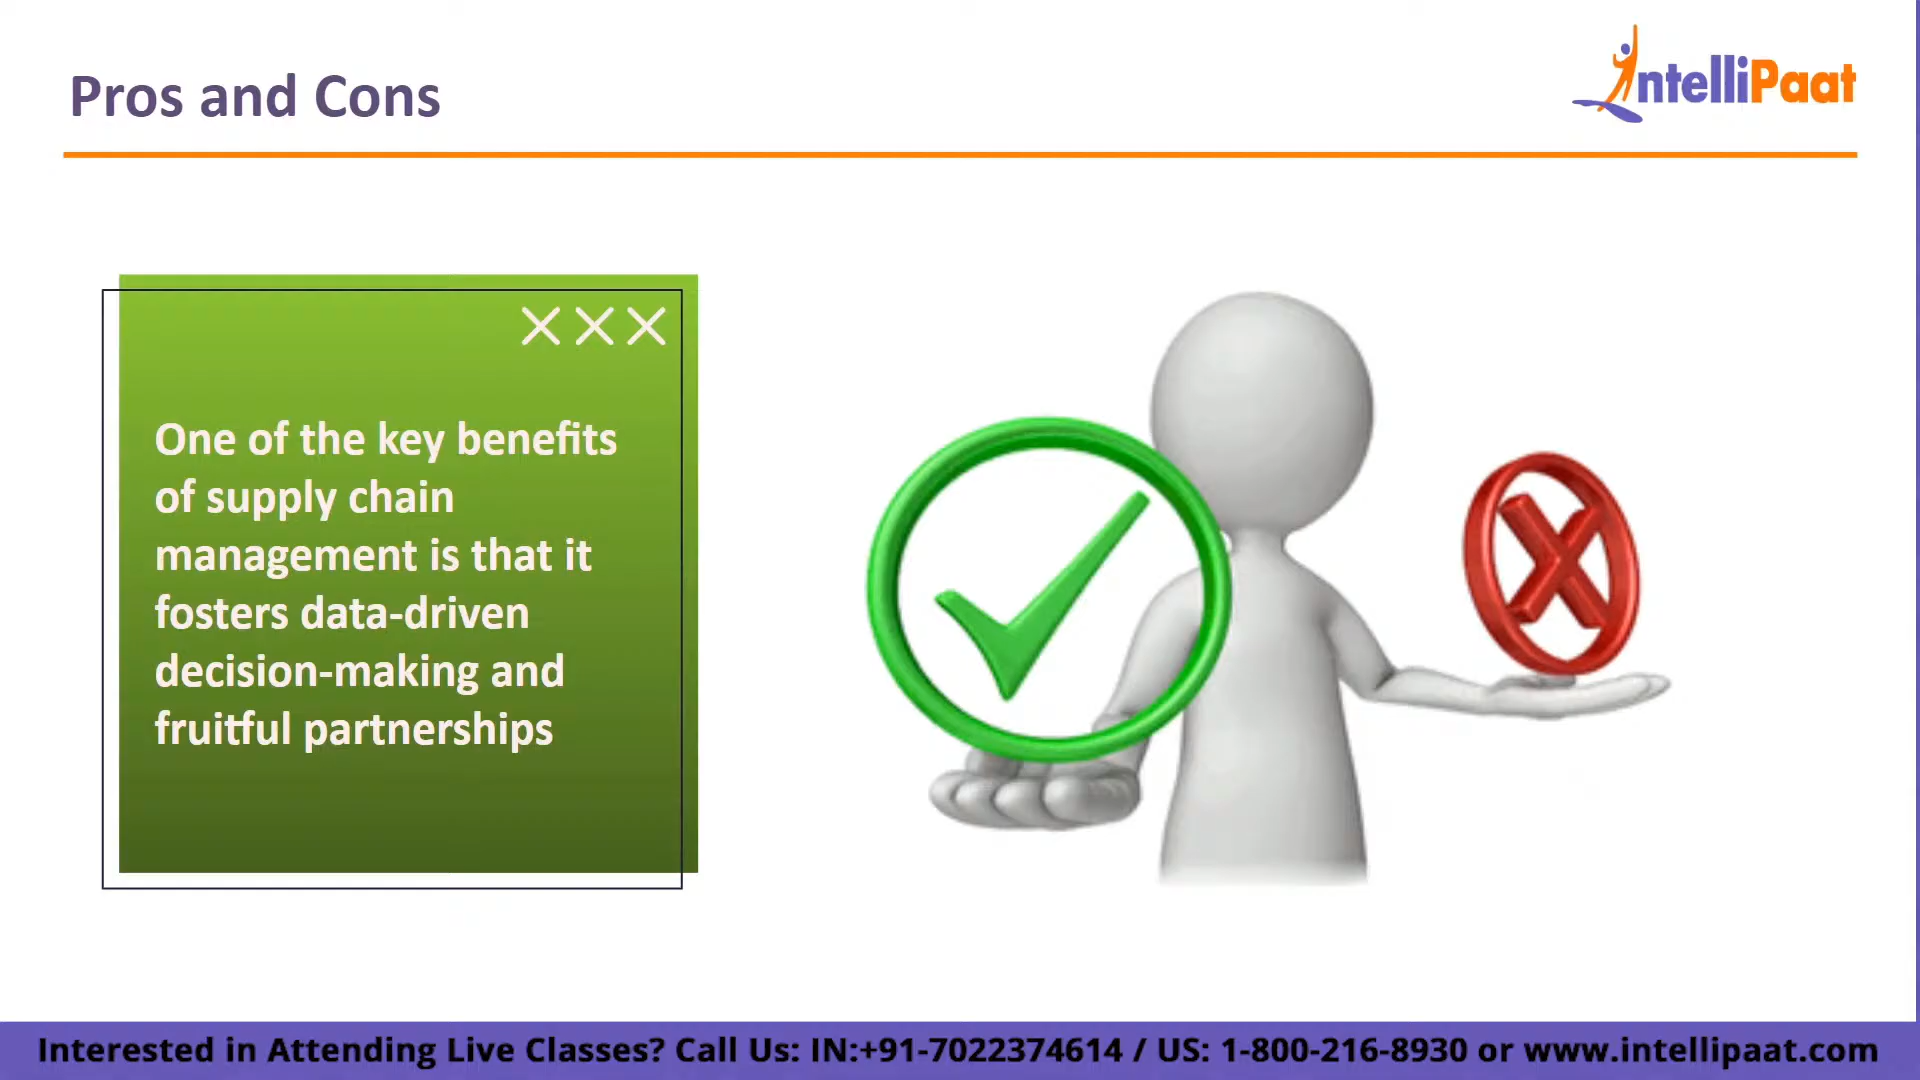 Pros and Cons
IntelliPaat
One of the key benefits
of supply chain
management is that it
fosters data-driven
decision-making and
fruitful partnerships
Interested in Attending Live Classes? Call Us: IN:+91-7022374614 / US: 1-800-216-8930 or www.intellipaat.com